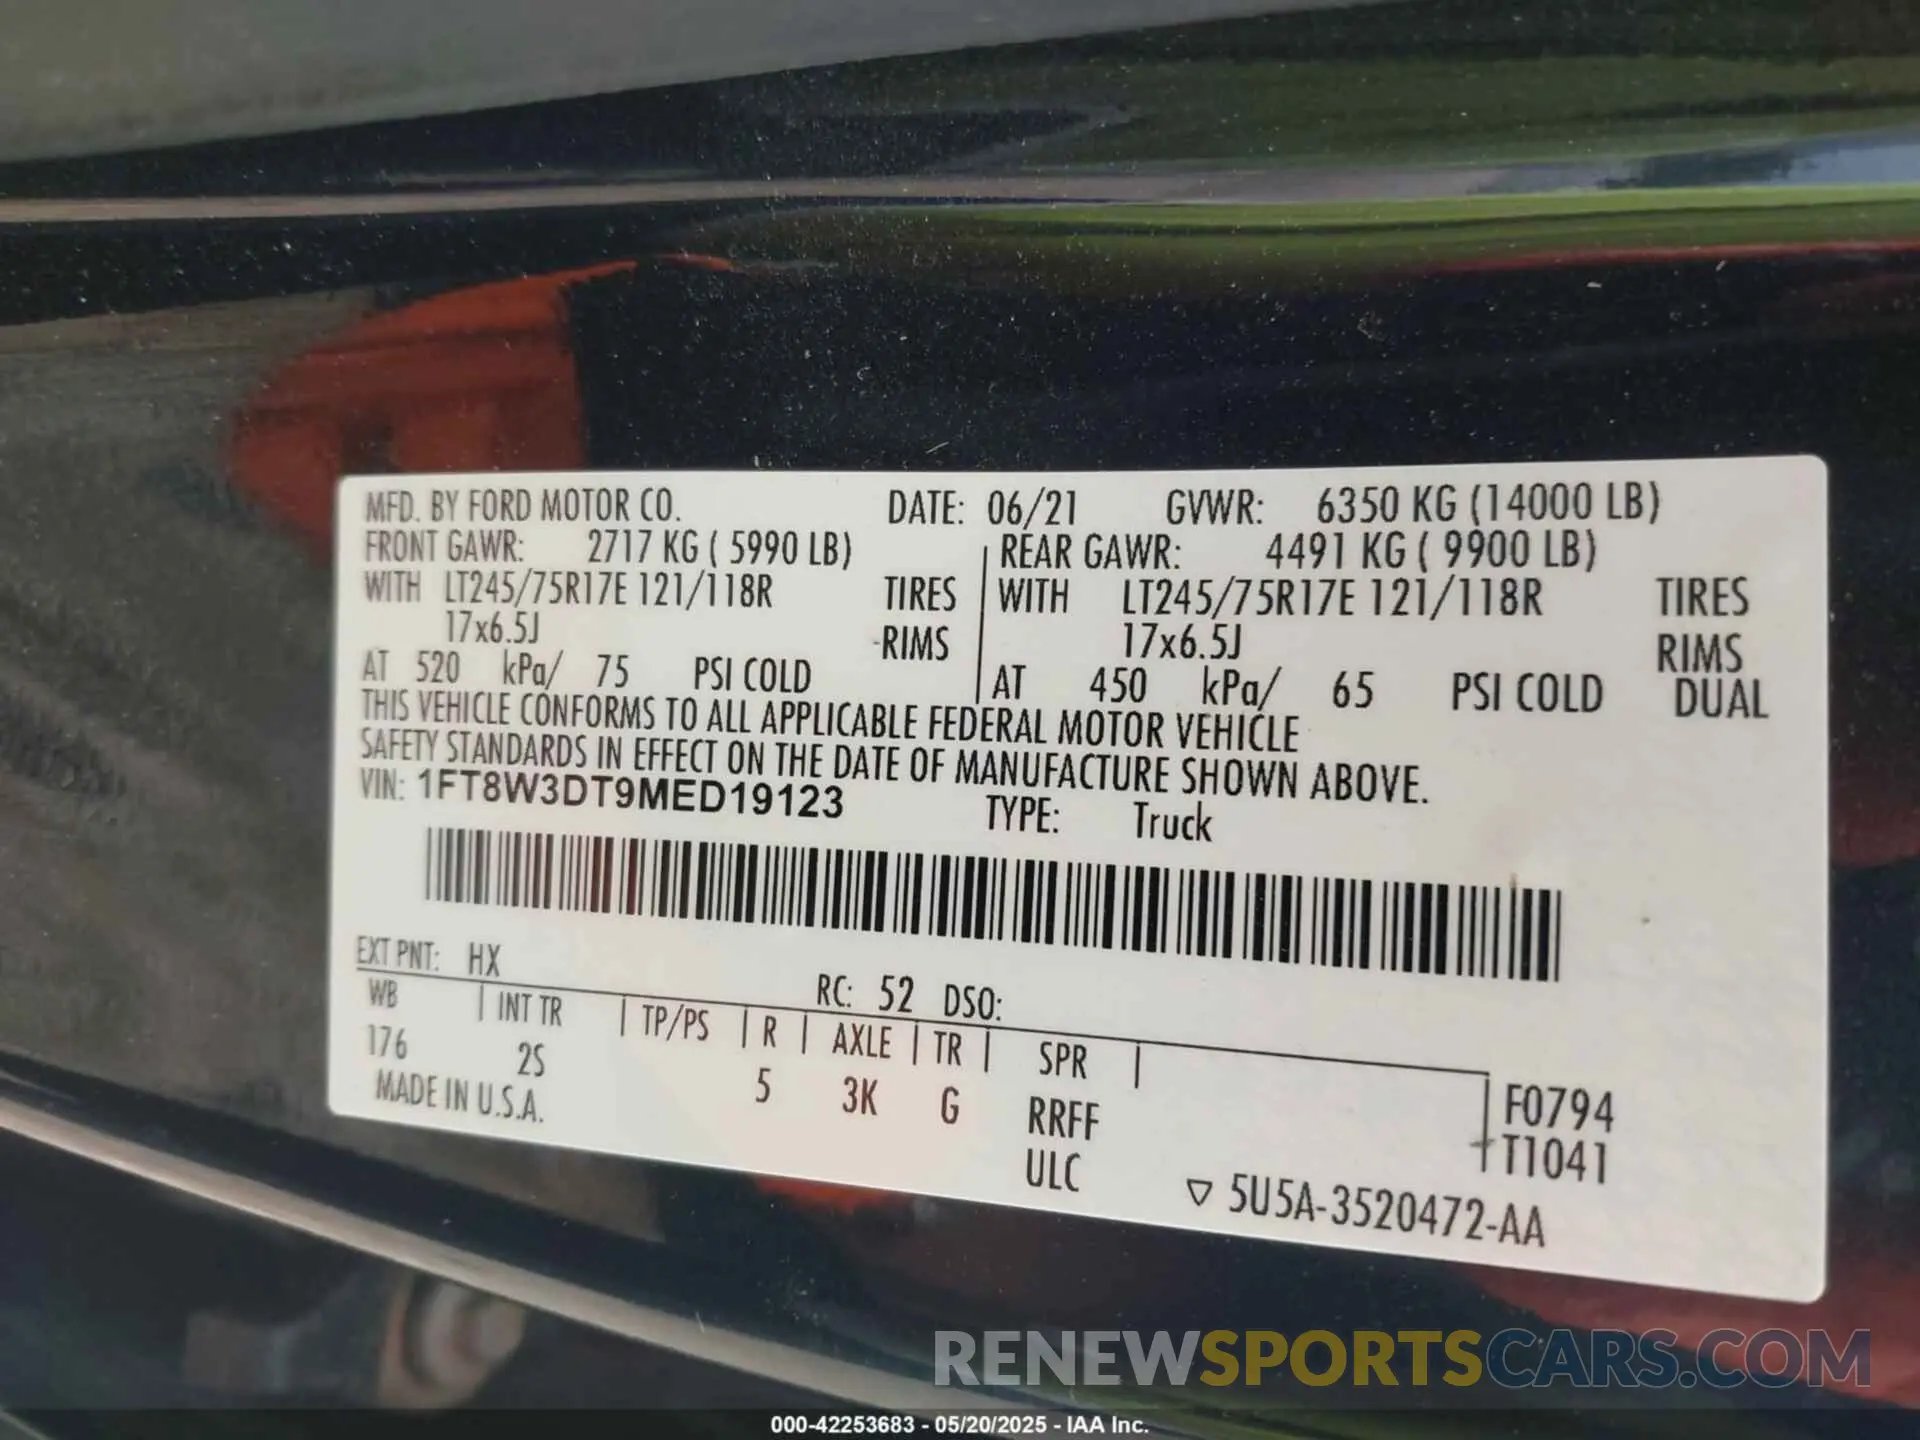 MFD. BY FORD MOTOR CO. DATE: 06/21 GVWR: 6350 KG (14000 LB)
FRONT GAWR: 2717 KG ( 5990 LB) REAR GAWR: 4491 KG ( 9900 LB)
WITH LT245/75R17E 121/118R TIRES WITH LT245/75R17E 121/118R TIRES
17x6.5J RIMS 17x6.5J RIMS
AT 520 kPa/ 75 PSI COLD AT 450 kPa/ 65 PSI COLD DUAL
THIS VEHICLE CONFORMS TO ALL APPLICABLE FEDERAL MOTOR VEHICLE
SAFETY STANDARDS IN EFFECT ON THE DATE OF MANUFACTURE SHOWN ABOVE.
VIN: 1FT8W3DT9MED19123 TYPE: Truck
EXT PNT: HX RC: 52 DSO:
WB | INT TR | TP/PS | R | AXLE | TR | SPR |
176 2S 5 3K G RRFF F0794
MADE IN U.S.A. ULC T1041
▽ 5U5A-3520472-AA
RENEWSPORTSCARS.COM
000-42253683 - 05/20/2025 - IAA Inc.